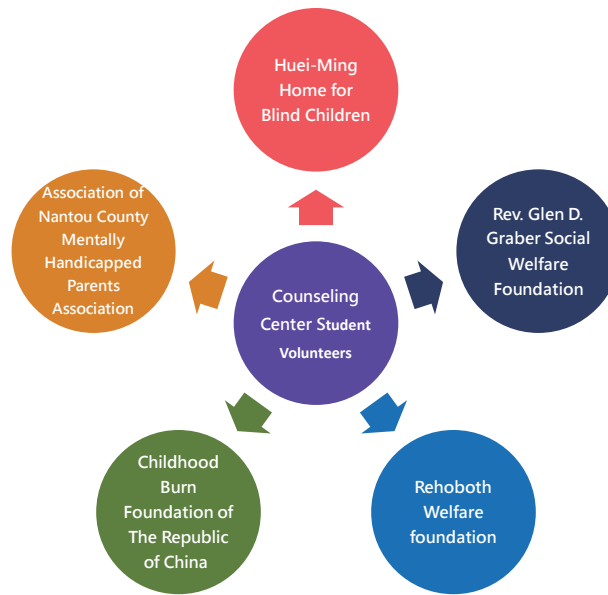 Huei-Ming
Home for
Blind Children
Association of
Nantou County
Mentally
Handicapped
Parents
Association
Rev. Glen D.
Graber Social
Welfare
Foundation
Counseling
Center Student
Volunteers
Childhood
Burn
Foundation of
The Republic
of China
Rehoboth
Welfare
foundation